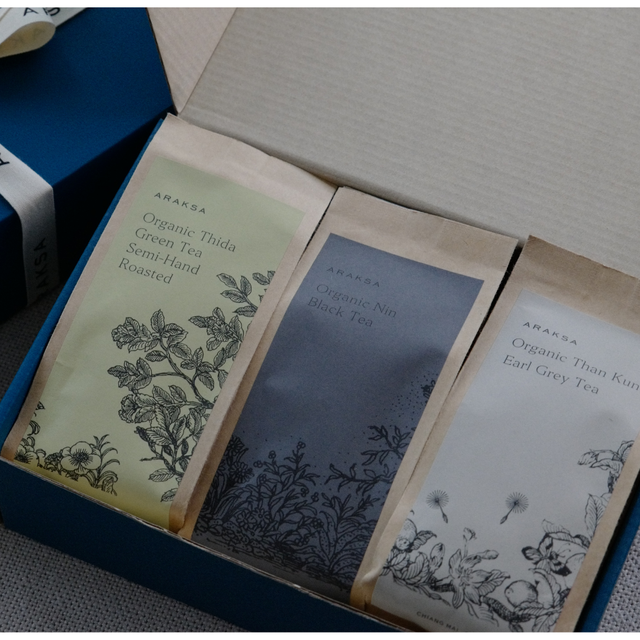 ARAKSA
ARAKSA
Organic Thida
Green Tea
Semi-Hand
Roasted
ARAKSA
Organic Nin
Black Tea
ARAKSA
Organic Than Kun
Earl Grey Tea